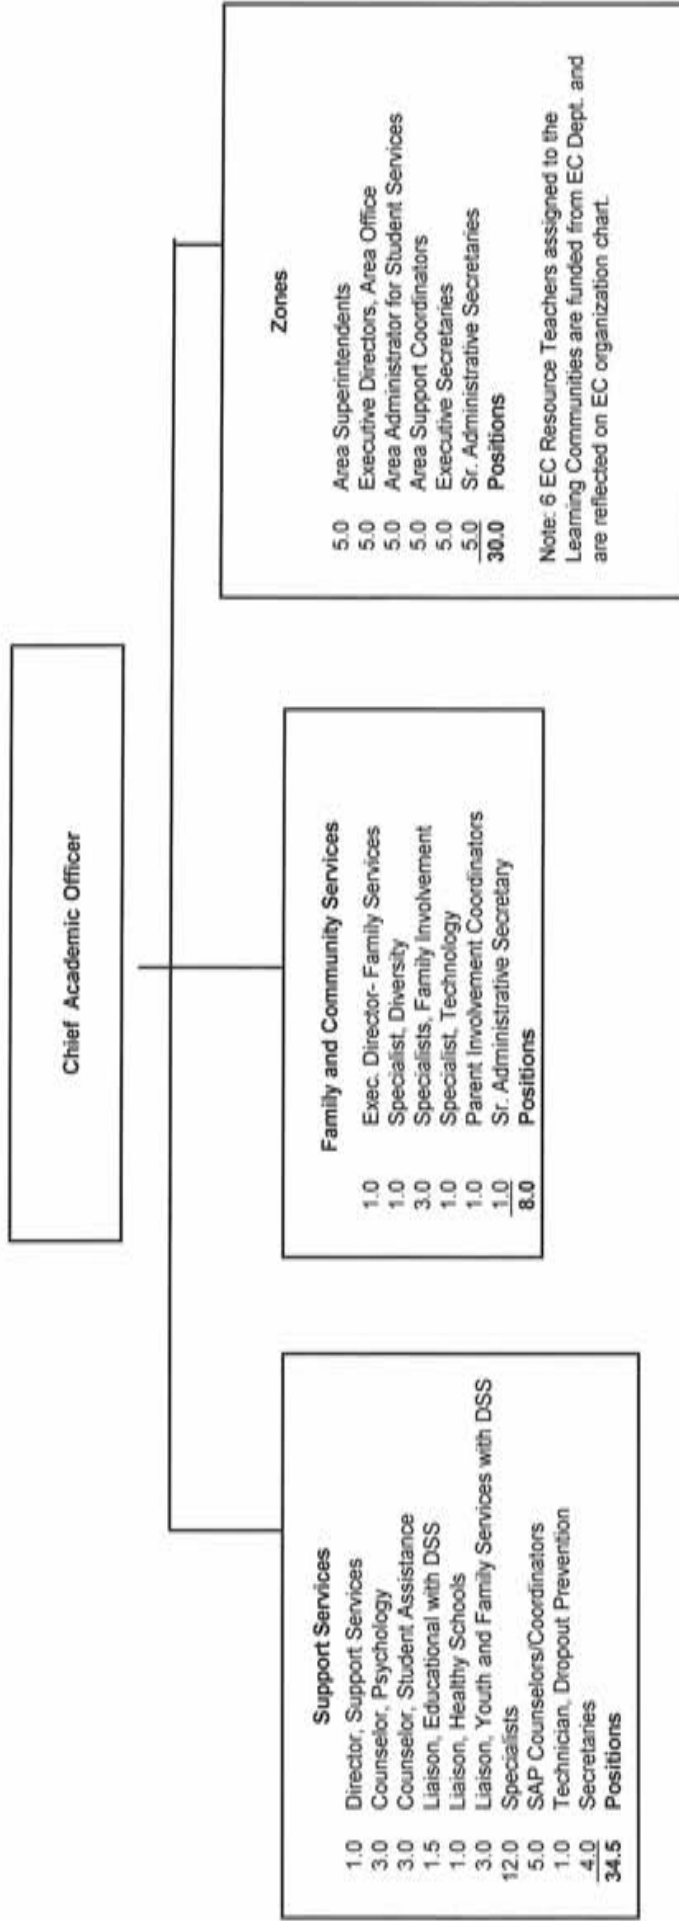 Chief Academic Officer
Support Services
1.0 Director, Support Services
3.0 Counselor, Psychology
3.0 Counselor, Student Assistance
1.5 Liaison, Educational with DSS
1.0 Liaison, Healthy Schools
3.0 Liaison, Youth and Family Services with DSS
12.0 Specialists
5.0 SAP Counselors/Coordinators
1.0 Technician, Dropout Prevention
4.0 Secretaries
34.5 Positions
Family and Community Services
1.0 Exec. Director- Family Services
1.0 Specialist, Diversity
3.0 Specialists, Family Involvement
1.0 Specialist, Technology
1.0 Parent Involvement Coordinators
1.0 Sr. Administrative Secretary
8.0 Positions
Zones
5.0 Area Superintendents
5.0 Executive Directors, Area Office
5.0 Area Administrator for Student Services
5.0 Area Support Coordinators
5.0 Executive Secretaries
5.0 Sr. Administrative Secretaries
30.0 Positions
Note: 6 EC Resource Teachers assigned to the
Learning Communities are funded from EC Dept. and
are reflected on EC organization chart.